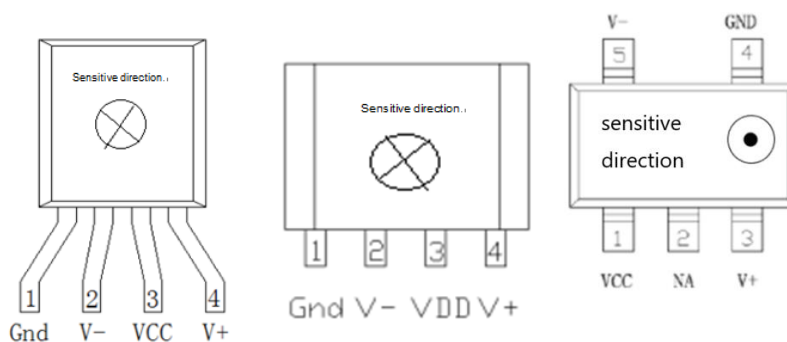 Sensitive direction.
1 2 3 4
Gnd V- VCC V+
Sensitive direction.
1 2 3 4
Gnd V- VDD V+
V- GND
5 4
sensitive
direction
1 2 3
VCC NA V+